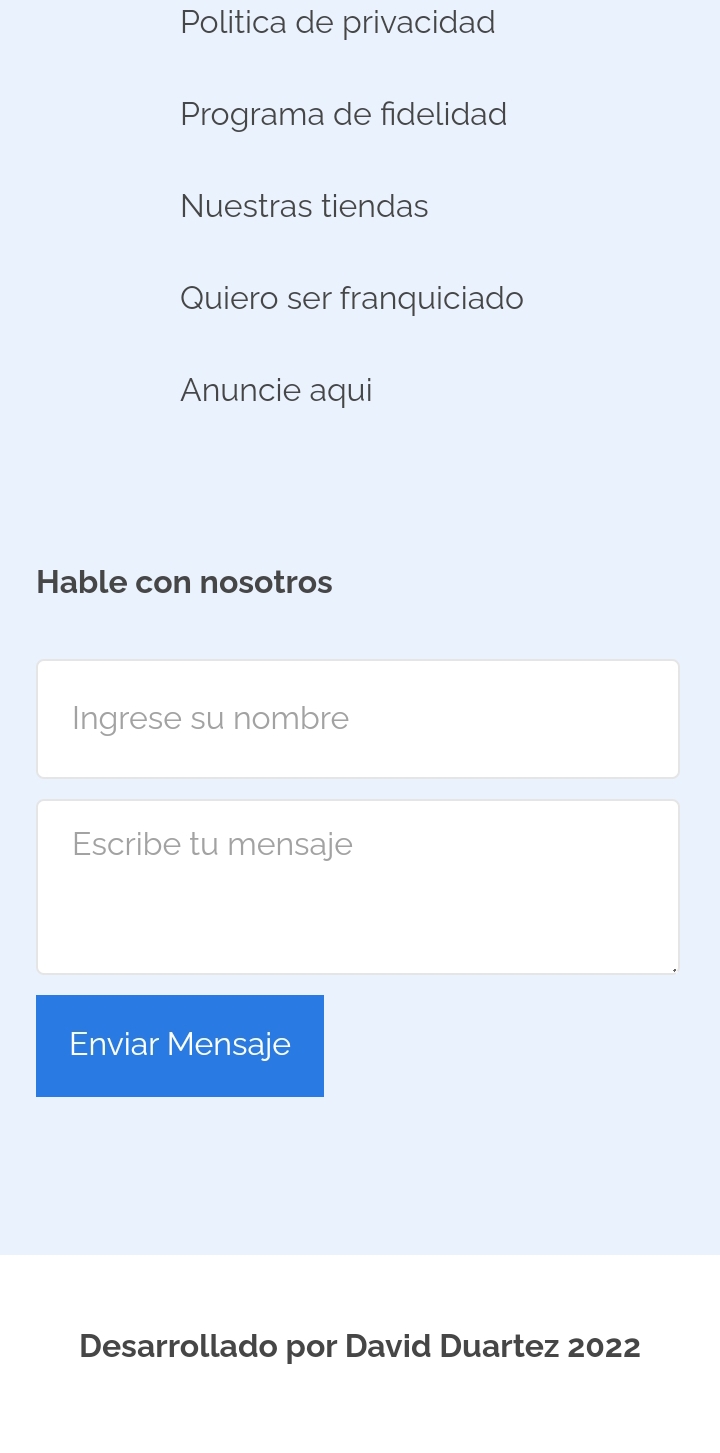 Politica de privacidad
Programa de fidelidad
Nuestras tiendas
Quiero ser franquiciado
Anuncie aqui
Hable con nosotros
Ingrese su nombre
Escribe tu mensaje
Enviar Mensaje
Desarrollado por David Duartez 2022